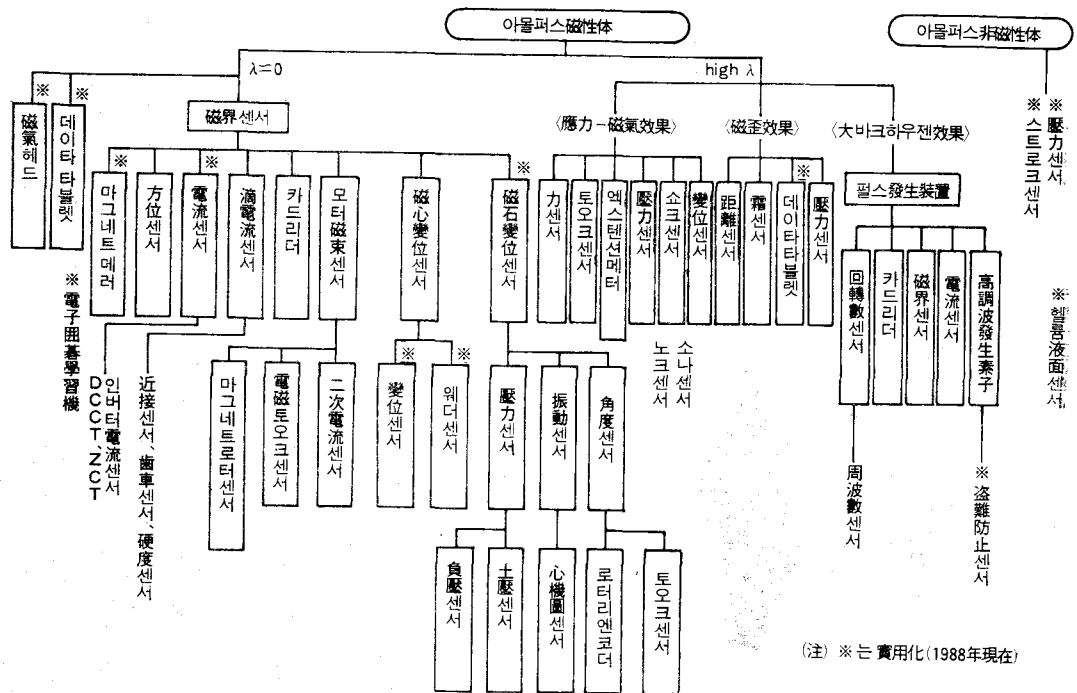 아몰퍼스磁性体
아몰퍼스非磁性体
λ=0
high λ
※
磁氣헤드
※
데이타 타블렛
※ 電子囲碁學習機
磁界센서
〈應力-磁氣効果〉
〈磁歪効果〉
〈大바크하우젠効果〉
※ 壓力센서
※ 스트로크센서
※ 헬륨液面센서
※
마그네트메러
方位센서
※
電流센서
滴電流센서
카드리더
모터磁束센서
磁心變位센서
※
磁石變位센서
力센서
토오크센서
엑스텐션메터
壓力센서
쇼크센서
變位센서
노크센서
소나센서
距離센서
霜센서
※
데이타타블렛
壓力센서
펄스發生裝置
回轉數센서
카드리더
磁界센서
電流센서
高調波發生素子
周波數센서
※ 盜難防止센서
인버터電流센서
DCCT、ZCT
近接센서、歯車센서、硬度센서
마그네트로터센서
電磁토오크센서
二次電流센서
※
變位센서
※
웨더센서
壓力센서
振動센서
角度센서
負壓센서
土壓센서
心機圖센서
로터리엔코더
토오크센서
(注) ※는 實用化(1988年現在)